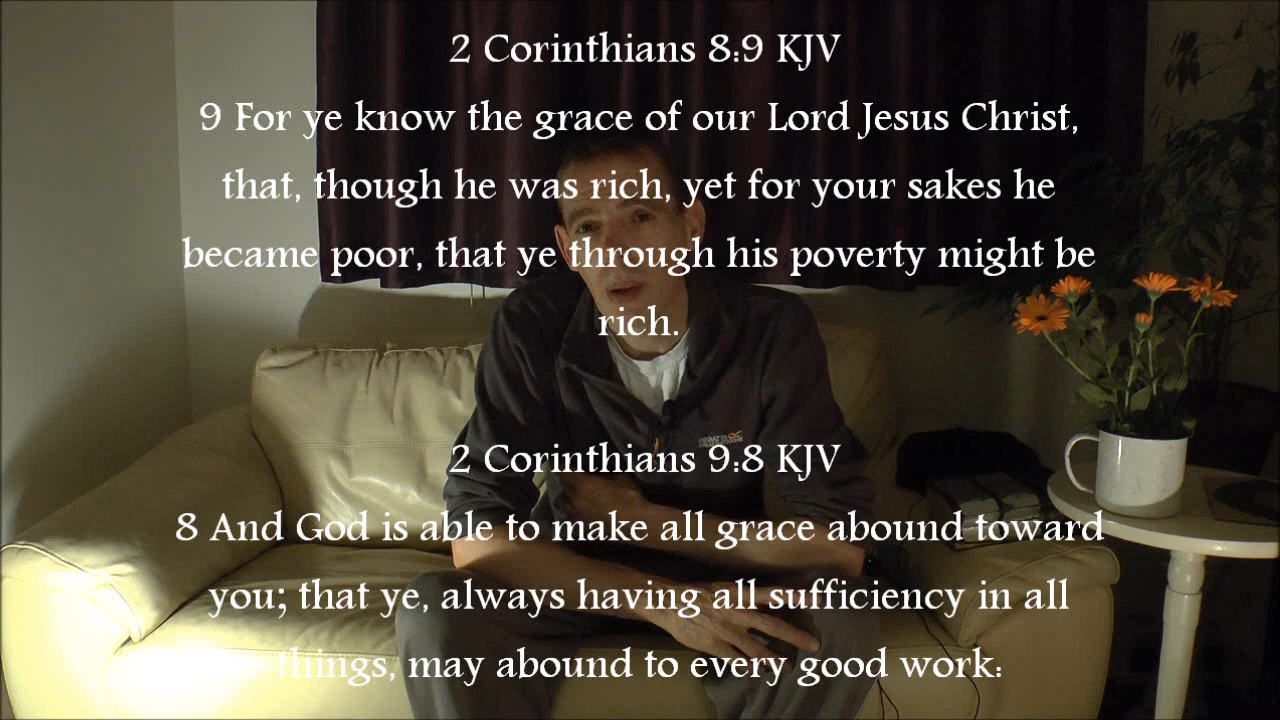 2 Corinthians 8:9 KJV
9 For ye know the grace of our Lord Jesus Christ,
that, though he was rich, yet for your sakes he
became poor, that ye through his poverty might be
rich.
2 Corinthians 9:8 KJV
8 And God is able to make all grace abound toward
you; that ye, always having all sufficiency in all
things, may abound to every good work: